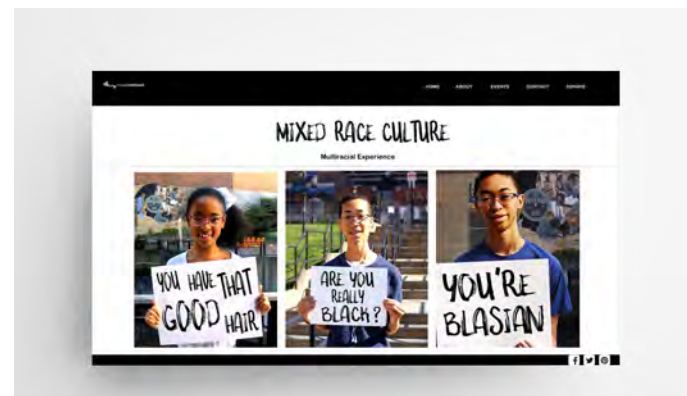 HOME ABOUT EVENTS CONTACT DONATE
MIXED RACE CULTURE
Multiracial Experience
YOU HAVE THAT
GOOD HAIR
ARE YOU
REALLY
BLACK?
YOU'RE
BLASIAN